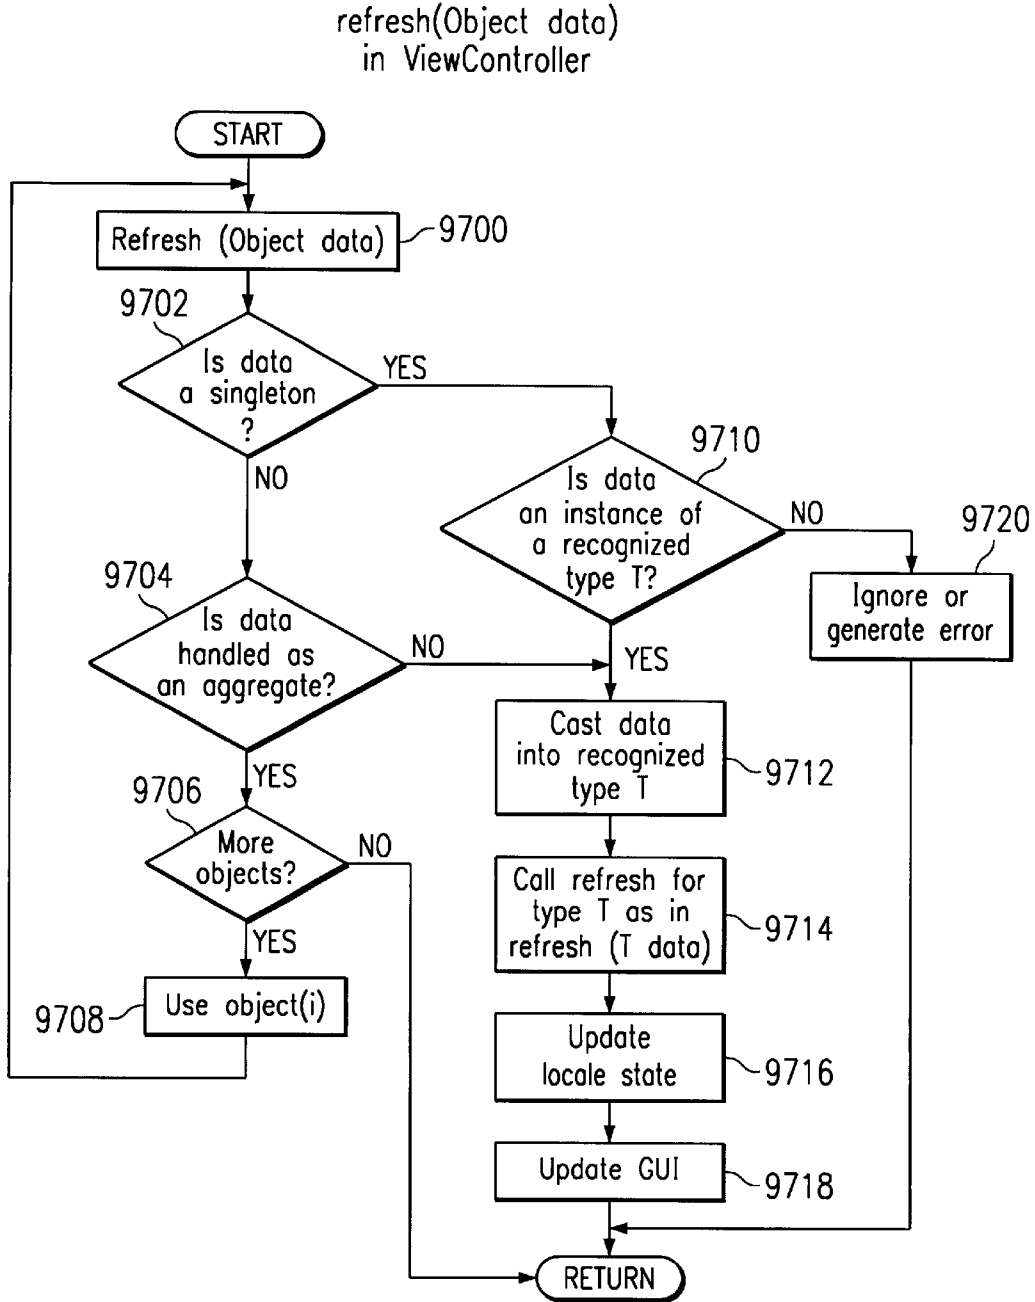 refresh(Object data)
in ViewController
START
Refresh (Object data)
9700
9702
Is data
a singleton
?
YES
NO
9710
Is data
an instance of
a recognized
type T?
NO
YES
9720
Ignore or
generate error
9704
Is data
handled as
an aggregate?
NO
YES
Cast data
into recognized
type T
9712
9706
More
objects?
NO
YES
Call refresh for
type T as in
refresh (T data)
9714
Use object(i)
9708
Update
locale state
9716
Update GUI
9718
RETURN